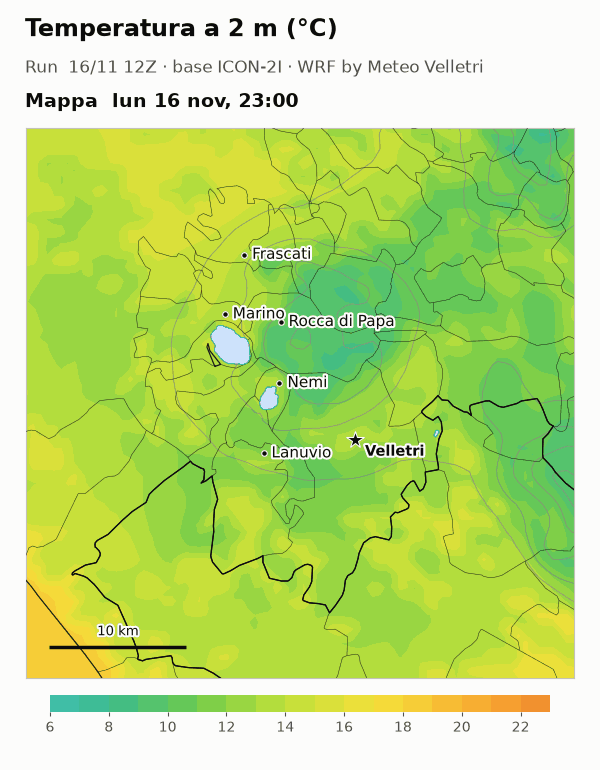 Temperatura a 2 m (°C)
Run  16/11 12Z · base ICON-2I · WRF by Meteo Velletri
Mappa  lun 16 nov, 23:00
Frascati
Marino
Rocca di Papa
Nemi
Velletri
Lanuvio
10 km
6 8 10 12 14 16 18 20 22